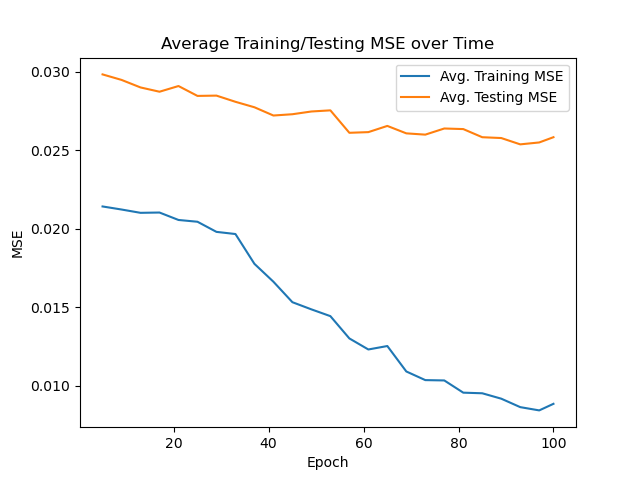 Average Training/Testing MSE over Time
Avg. Training MSE
Avg. Testing MSE
0.030
0.025
0.020
0.015
0.010
MSE
20
40
60
80
100
Epoch